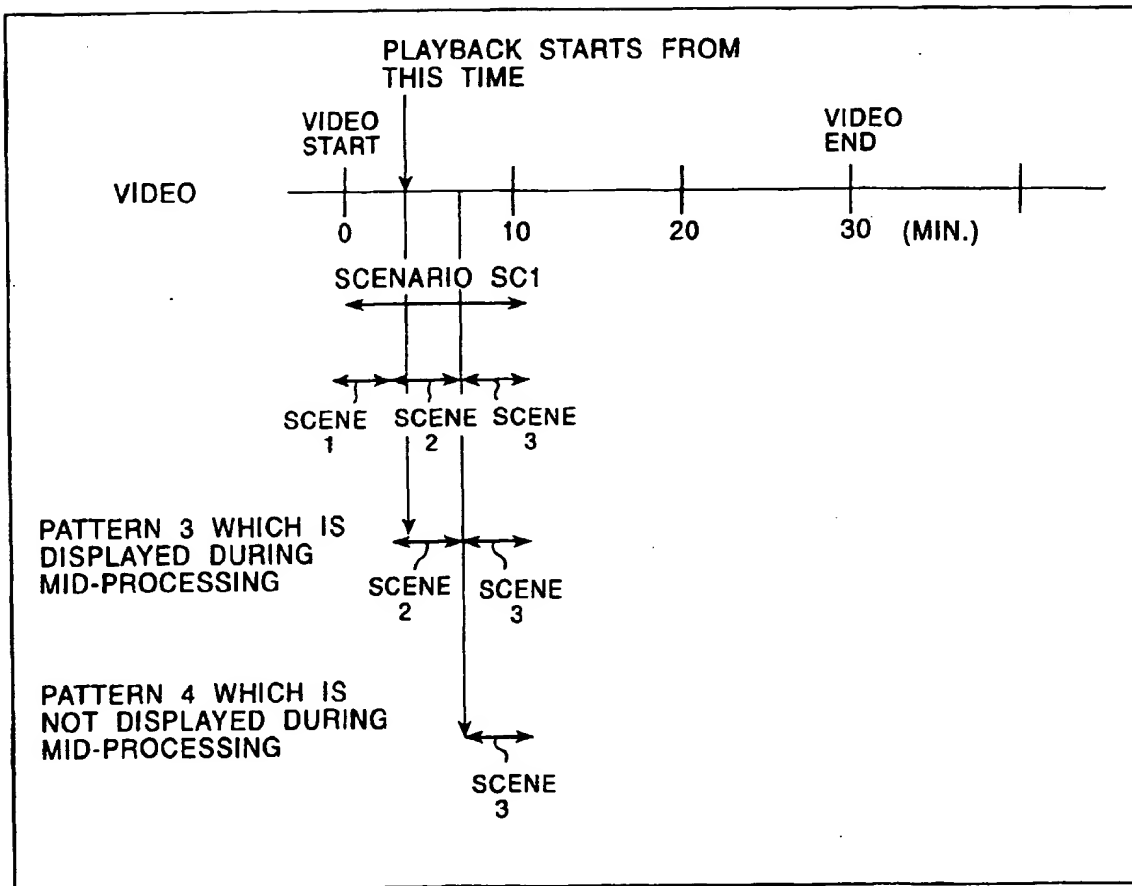 PLAYBACK STARTS FROM
THIS TIME
VIDEO
START
VIDEO
END
VIDEO
0
10
20
30
(MIN.)
SCENARIO SC1
SCENE
1
SCENE
2
SCENE
3
PATTERN 3 WHICH IS
DISPLAYED DURING
MID-PROCESSING
SCENE
2
SCENE
3
PATTERN 4 WHICH IS
NOT DISPLAYED DURING
MID-PROCESSING
SCENE
3